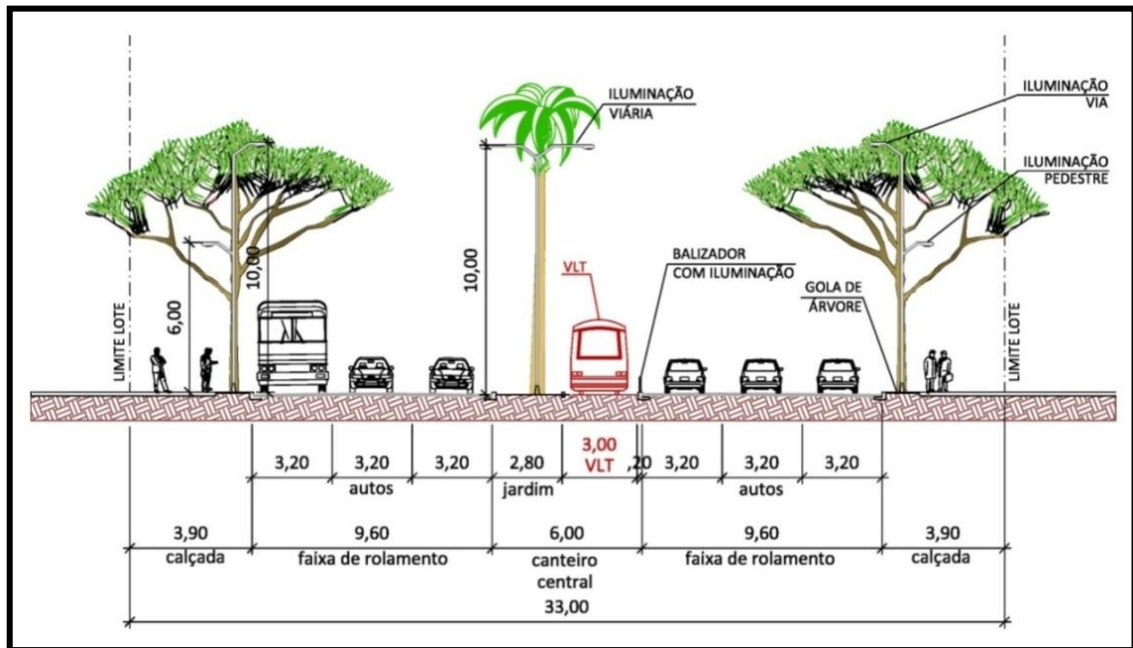 ILUMINAÇÃO
VIÁRIA
ILUMINAÇÃO
VIA
ILUMINAÇÃO
PEDESTRE
BALIZADOR
COM ILUMINAÇÃO
VLT
GOLA DE
ÁRVORE
LIMITE LOTE
6,00
10,00
10,00
LIMITE LOTE
3,20
3,20
3,20
2,80
3,00
VLT
,20
3,20
3,20
3,20
autos
jardim
autos
3,90
9,60
6,00
9,60
3,90
calçada
faixa de rolamento
canteiro
central
faixa de rolamento
calçada
33,00